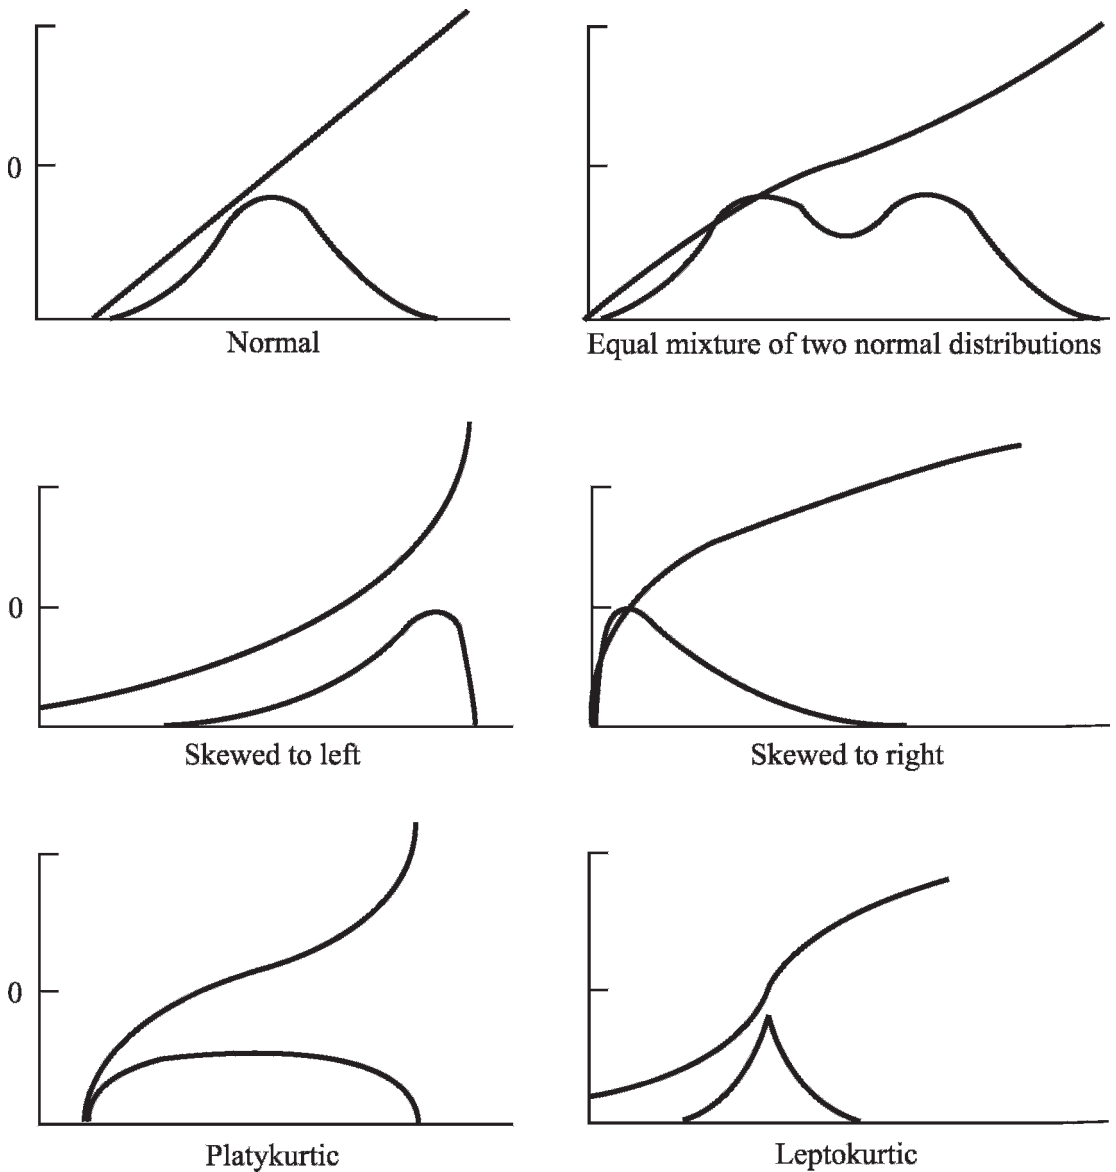 0
Normal
Equal mixture of two normal distributions
0
Skewed to left
Skewed to right
0
Platykurtic
Leptokurtic